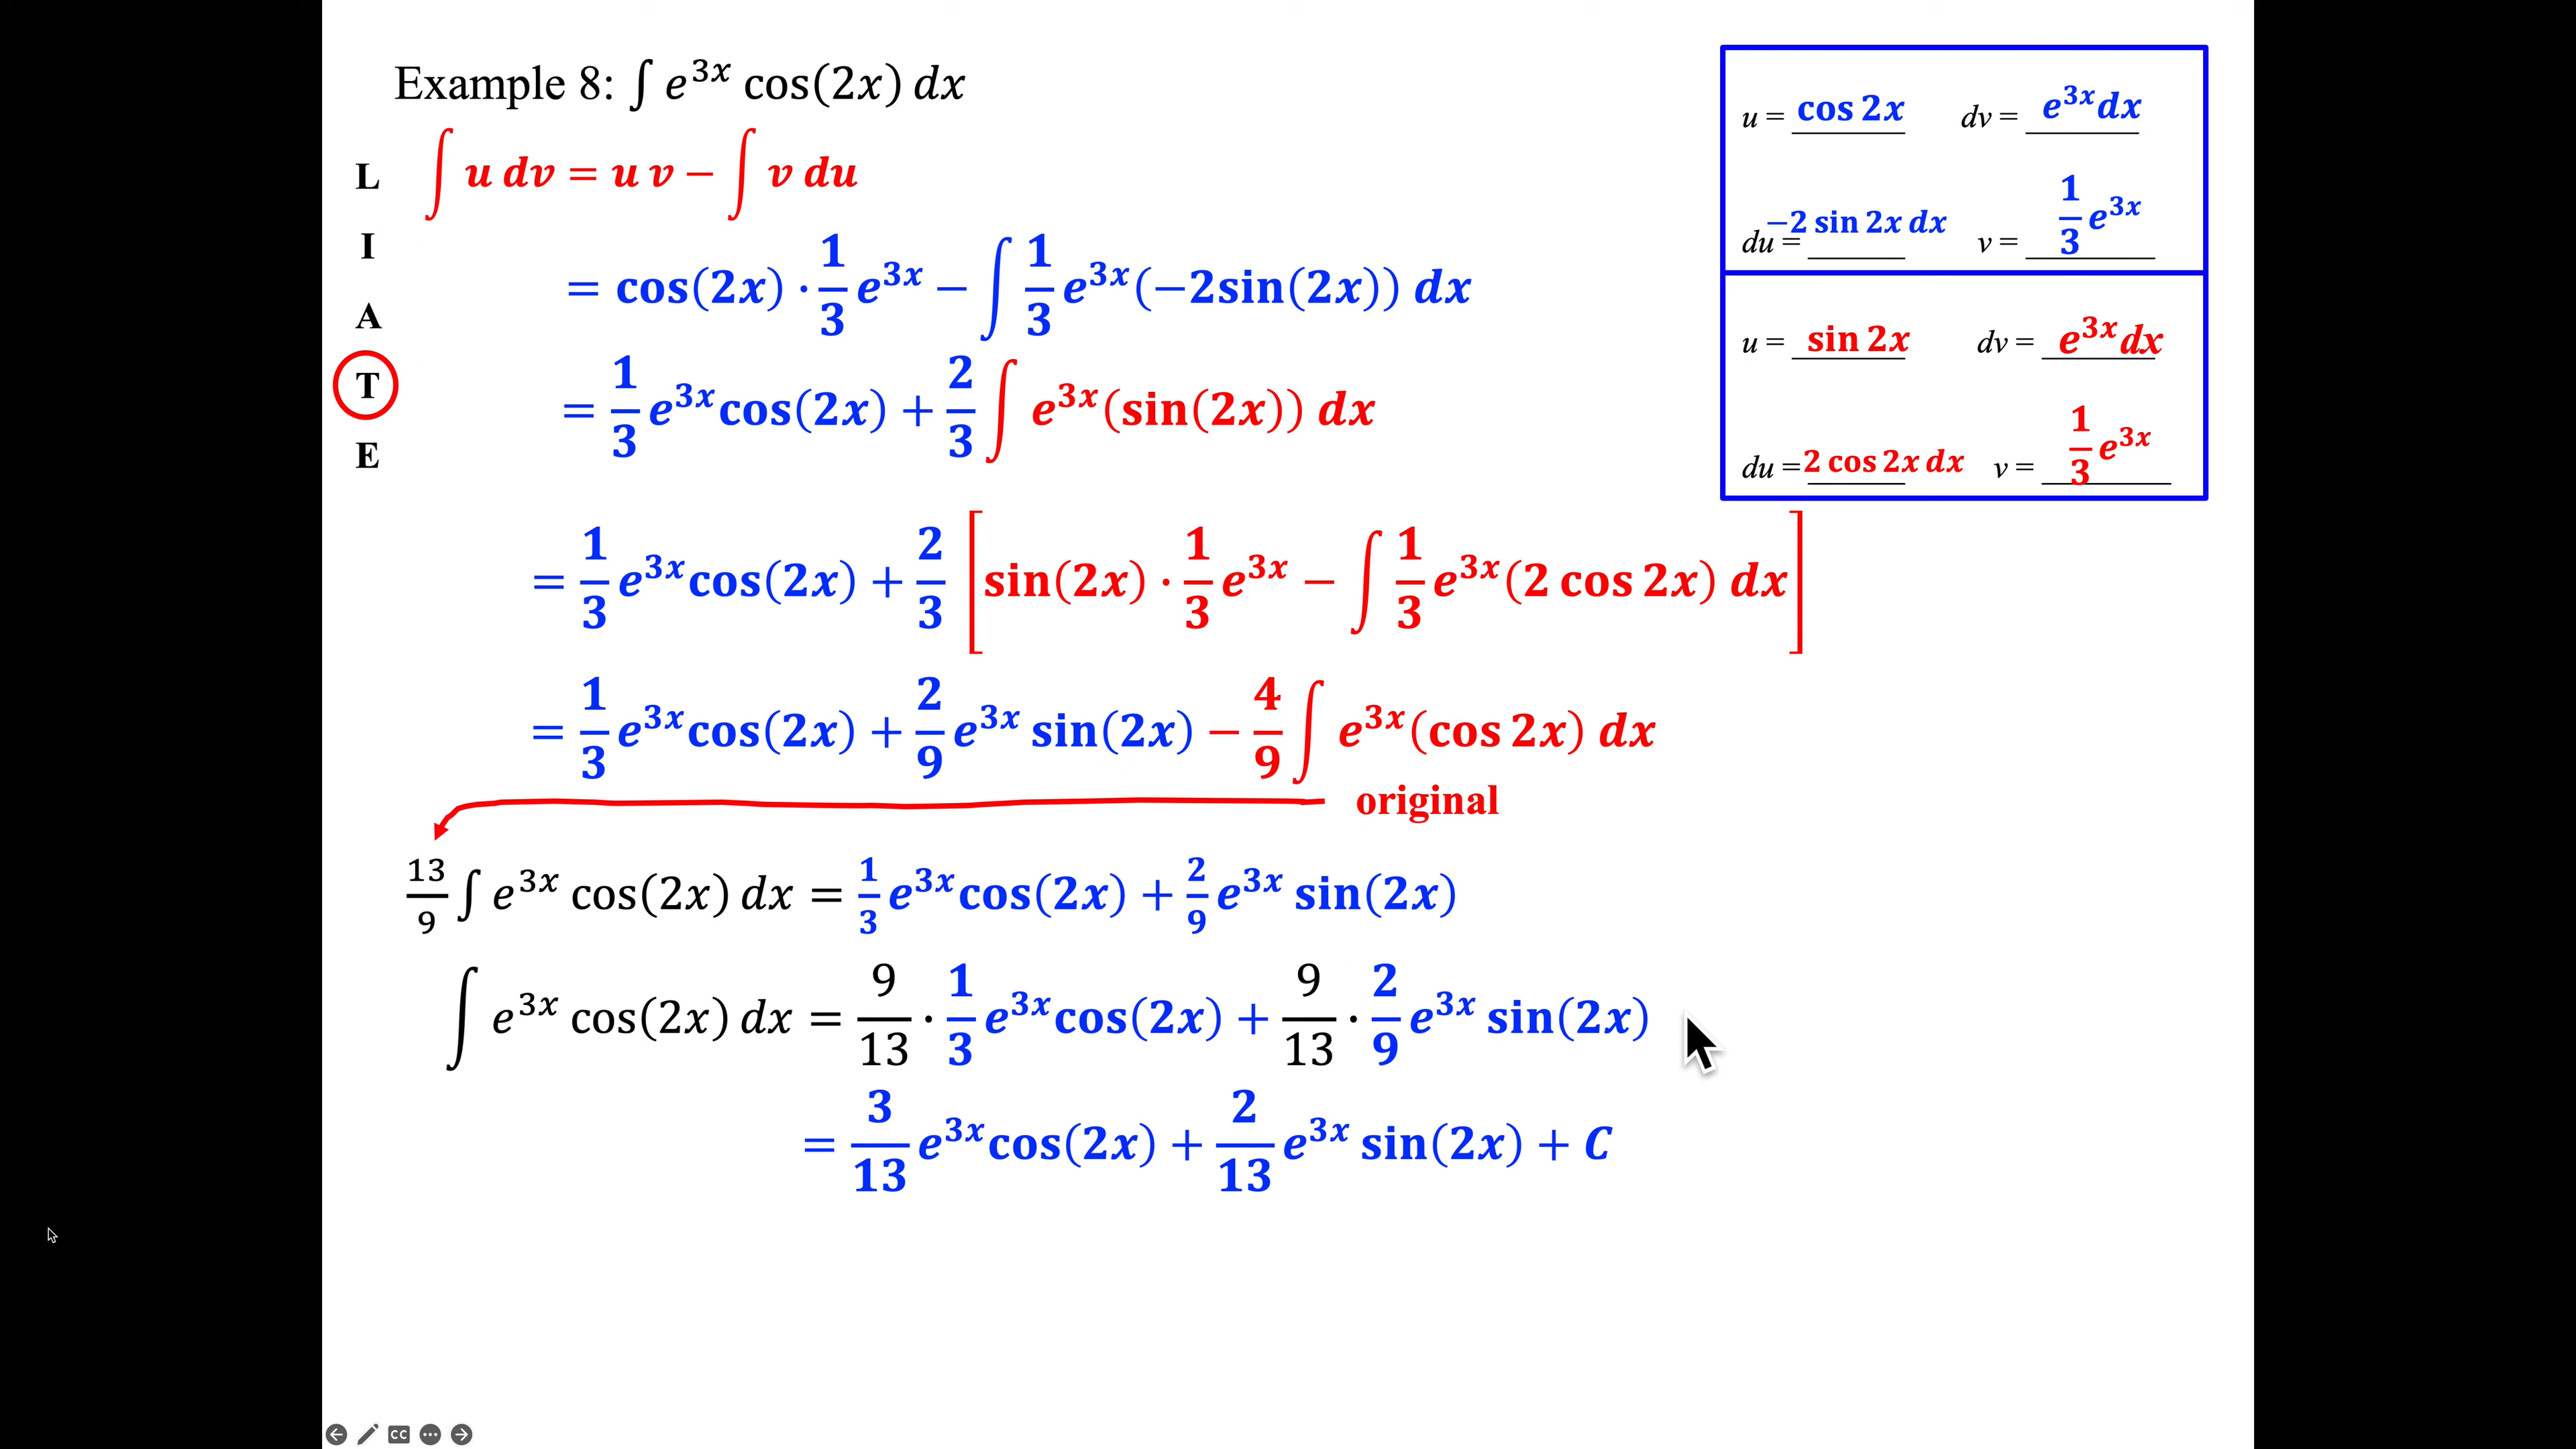 Example 8: ∫ e^{3x} cos(2x) dx
L
I
A
T
E
∫ u dv = u v − ∫ v du
= cos(2x) · 1/3 e^{3x} − ∫ 1/3 e^{3x}(−2sin(2x)) dx
= 1/3 e^{3x}cos(2x) + 2/3 ∫ e^{3x}(sin(2x)) dx
= 1/3 e^{3x}cos(2x) + 2/3 [sin(2x) · 1/3 e^{3x} − ∫ 1/3 e^{3x}(2 cos 2x) dx]
= 1/3 e^{3x}cos(2x) + 2/9 e^{3x} sin(2x) − 4/9 ∫ e^{3x}(cos 2x) dx
original
13/9 ∫ e^{3x} cos(2x) dx = 1/3 e^{3x}cos(2x) + 2/9 e^{3x} sin(2x)
∫ e^{3x} cos(2x) dx = 9/13 · 1/3 e^{3x}cos(2x) + 9/13 · 2/9 e^{3x} sin(2x)
= 3/13 e^{3x}cos(2x) + 2/13 e^{3x} sin(2x) + C
u = cos 2x dv = e^{3x}dx
du = −2 sin 2x dx v = 1/3 e^{3x}
u = sin 2x dv = e^{3x}dx
du = 2 cos 2x dx v = 1/3 e^{3x}
CC